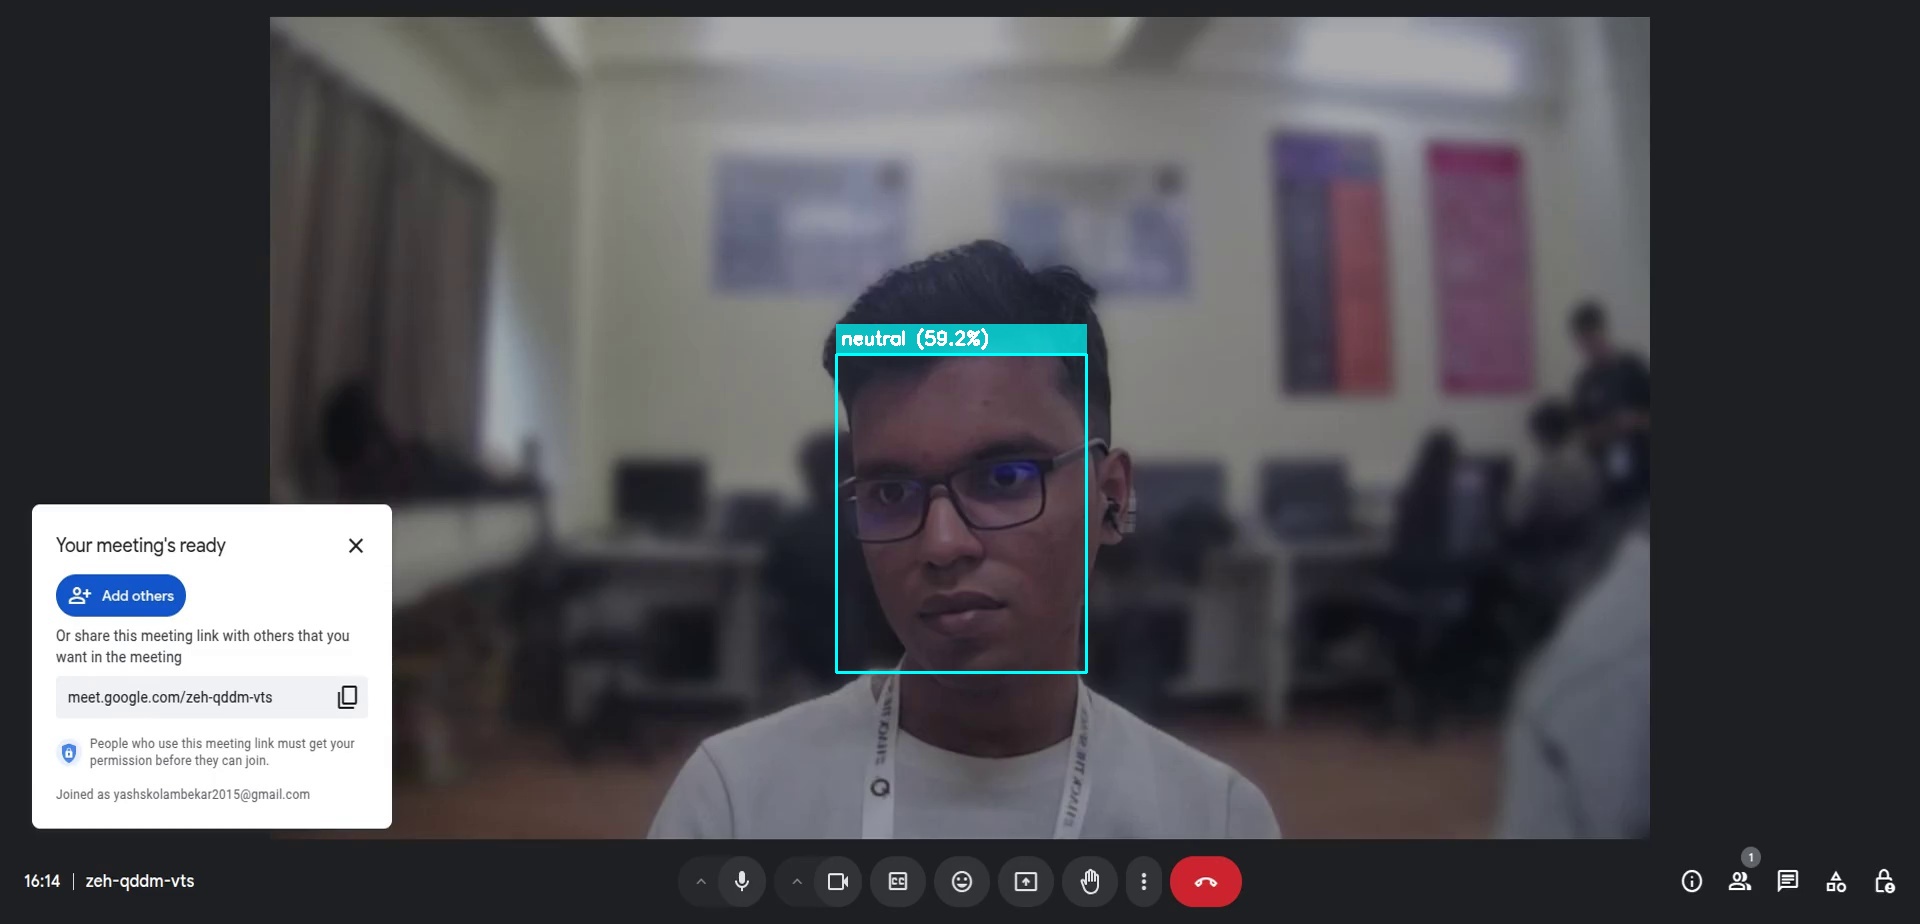 neutral (59.2%)
Your meeting's ready
Add others
Or share this meeting link with others that you
want in the meeting
meet.google.com/zeh-qddm-vts
People who use this meeting link must get your
permission before they can join.
Joined as yashskolambekar2015@gmail.com
16:14 | zeh-qddm-vts
CC
1